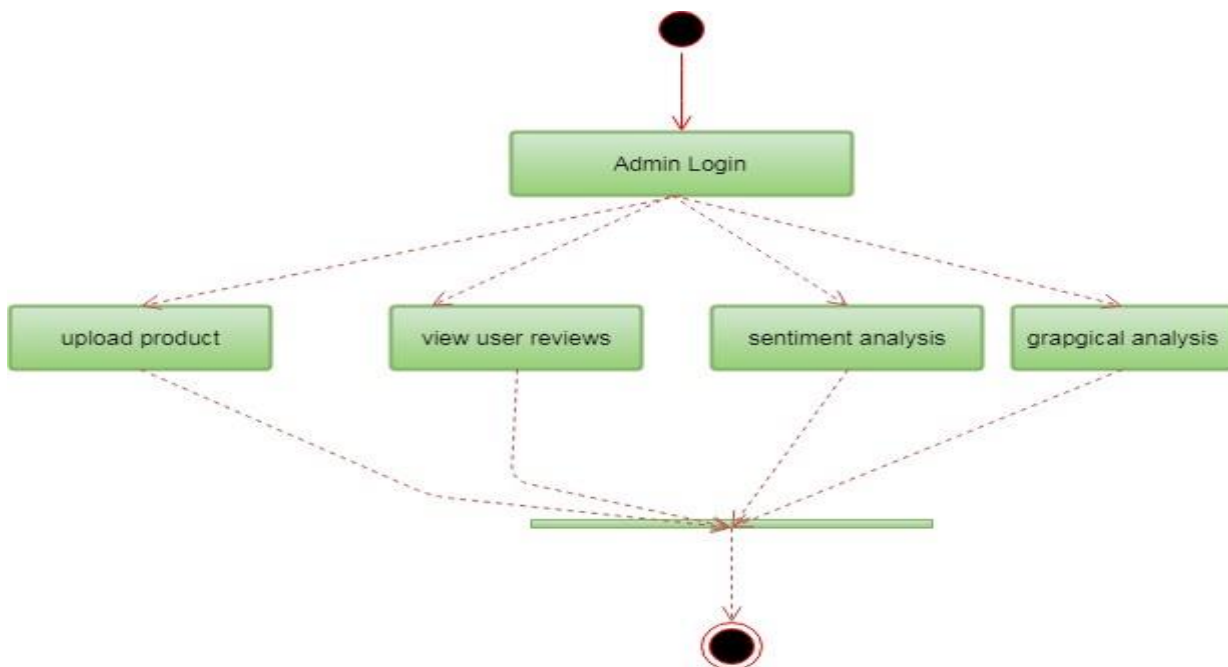 Admin Login
upload product
view user reviews
sentiment analysis
grapgical analysis